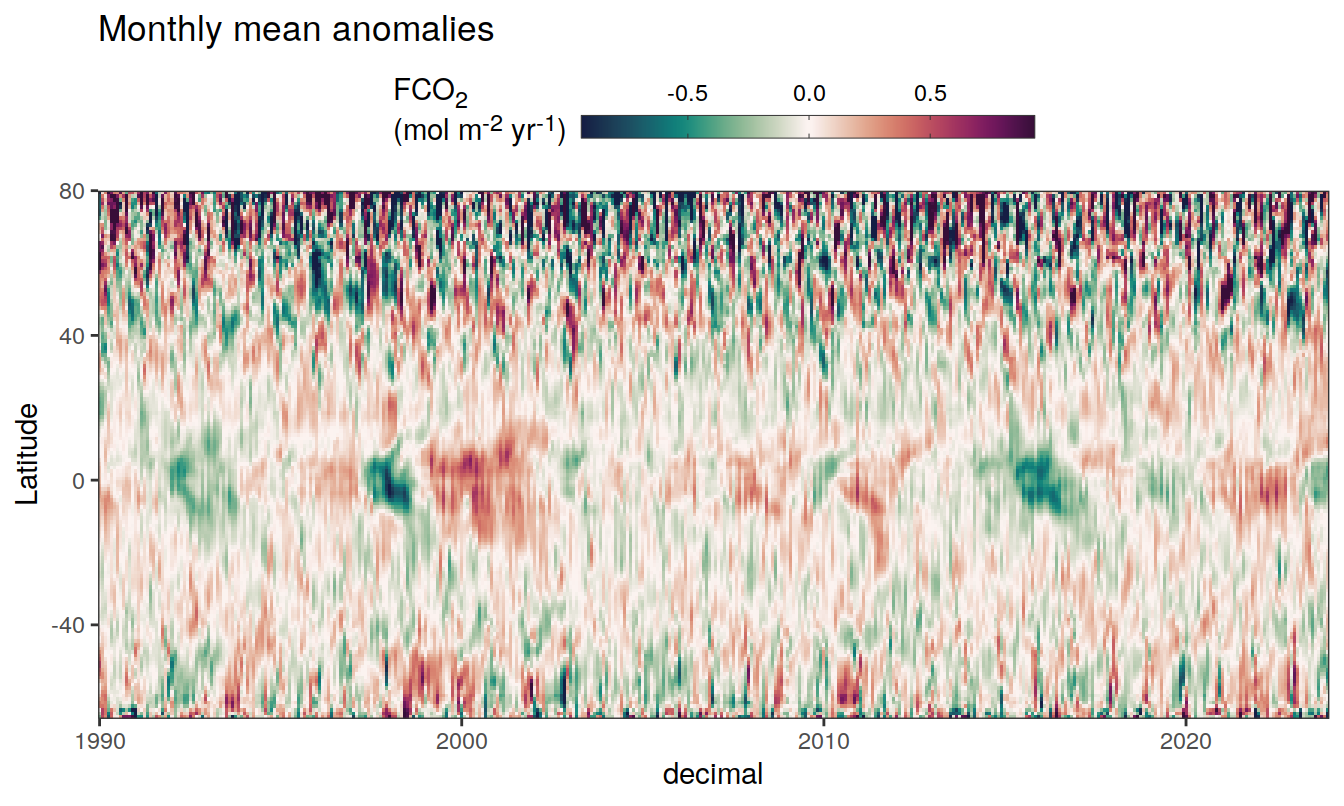 Monthly mean anomalies
FCO₂
(mol m⁻² yr⁻¹)
-0.5 0.0 0.5
80
40
0
-40
Latitude
1990 2000 2010 2020
decimal